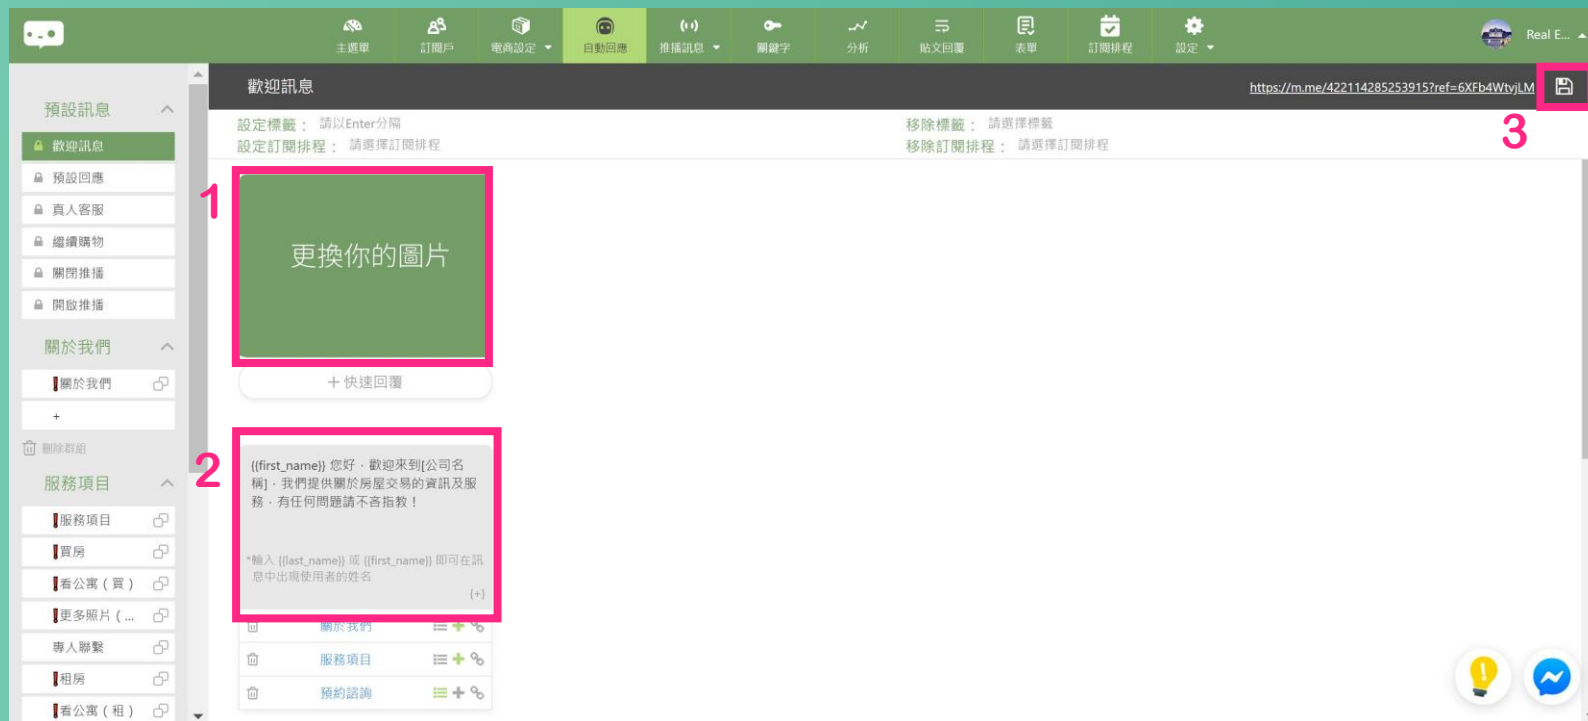 主選單
訂閱戶
電商設定
自動回應
推播訊息
關鍵字
分析
貼文回覆
表單
訂閱排程
設定
Real E...
預設訊息
歡迎訊息
預設回應
真人客服
繼續購物
關閉推播
開啟推播
關於我們
❗關於我們
+
刪除群組
服務項目
❗服務項目
❗買房
❗看公寓 ( 買 )
❗更多照片 ( ...
專人聯繫
❗租房
❗看公寓 ( 租 )
歡迎訊息
https://m.me/422114285253915?ref=6XFb4WtvjLM
3
設定標籤： 請以Enter分隔
移除標籤： 請選擇標籤
設定訂閱排程： 請選擇訂閱排程
移除訂閱排程： 請選擇訂閱排程
1
更換你的圖片
+ 快速回覆
2
{{first_name}} 您好，歡迎來到[公司名
稱]，我們提供關於房屋交易的資訊及服
務，有任何問題請不吝指教！
*輸入 {{last_name}} 或 {{first_name}} 即可在訊
息中出現使用者的姓名
{+}
關於我們
服務項目
預約諮詢